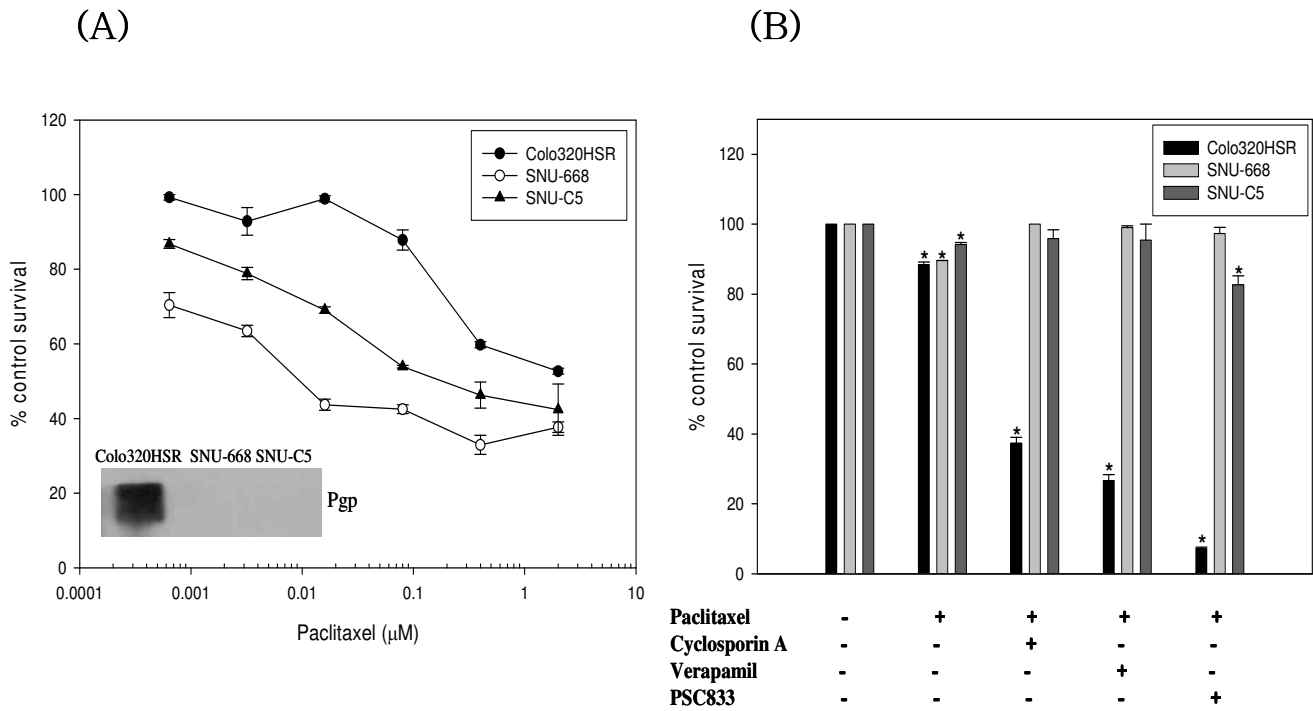 (A)
120
100
80
60
40
20
0
% control survival
Colo320HSR
SNU-668
SNU-C5
Colo320HSR SNU-668 SNU-C5
Pgp
0.0001 0.001 0.01 0.1 1 10
Paclitaxel (μM)
(B)
120
100
80
60
40
20
0
% control survival
Colo320HSR
SNU-668
SNU-C5
* * *
*
*
* *
Paclitaxel - + + + +
Cyclosporin A - - + - -
Verapamil - - - + -
PSC833 - - - - +